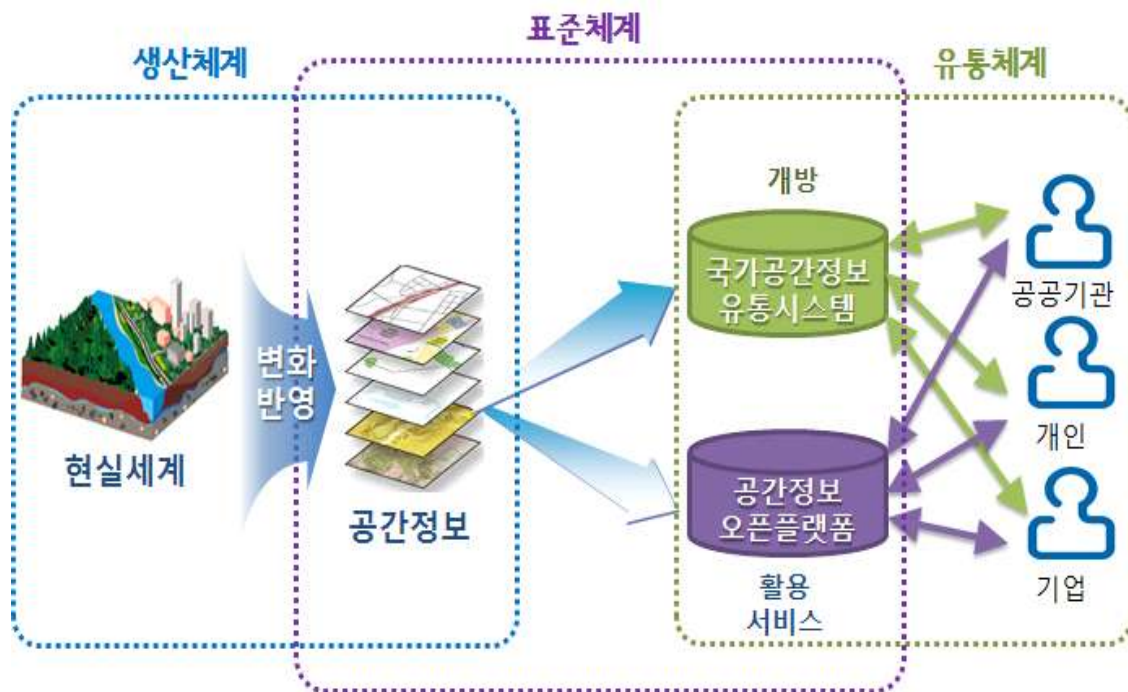 표준체계
생산체계
유통체계
개방
국가공간정보
유통시스템
공공기관
변화
반영
현실세계
공간정보
개인
공간정보
오픈플랫폼
활용
서비스
기업